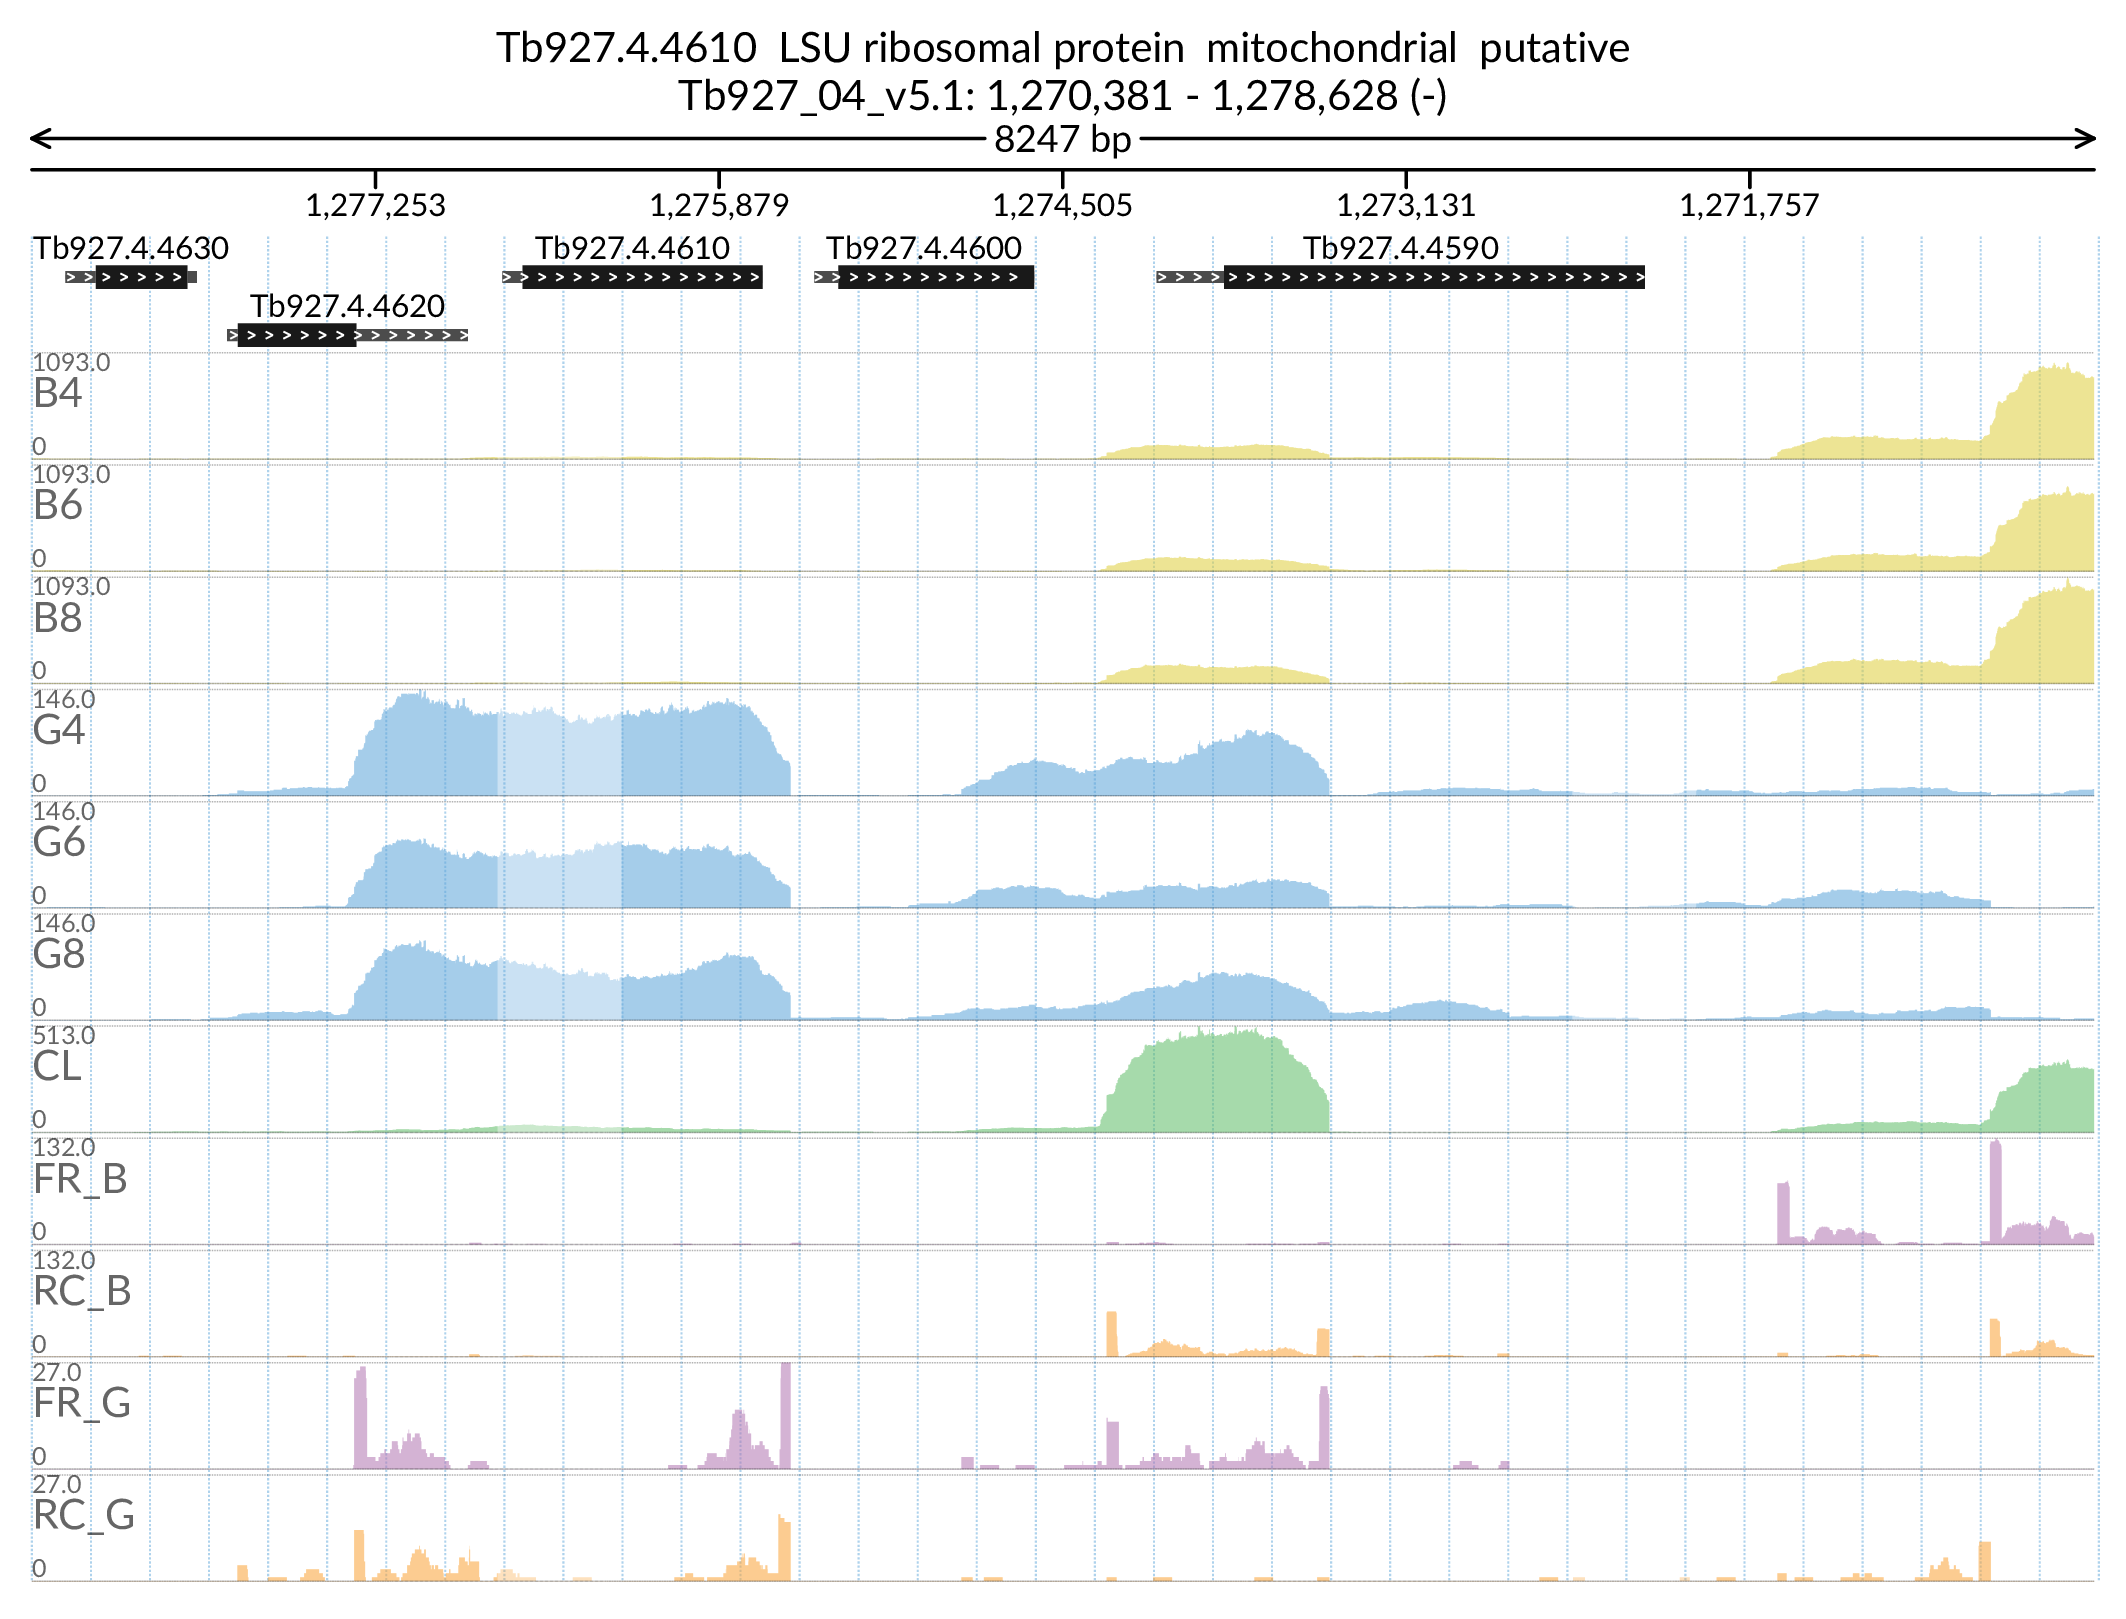 Tb927.4.4610 LSU ribosomal protein mitochondrial putative
Tb927_04_v5.1: 1,270,381 - 1,278,628 (-)
8247 bp
1,277,253 1,275,879 1,274,505 1,273,131 1,271,757
Tb927.4.4630 Tb927.4.4610 Tb927.4.4600 Tb927.4.4590
Tb927.4.4620
1093.0
B4
0
1093.0
B6
0
1093.0
B8
0
146.0
G4
0
146.0
G6
0
146.0
G8
0
513.0
CL
0
132.0
FR_B
0
132.0
RC_B
0
27.0
FR_G
0
27.0
RC_G
0